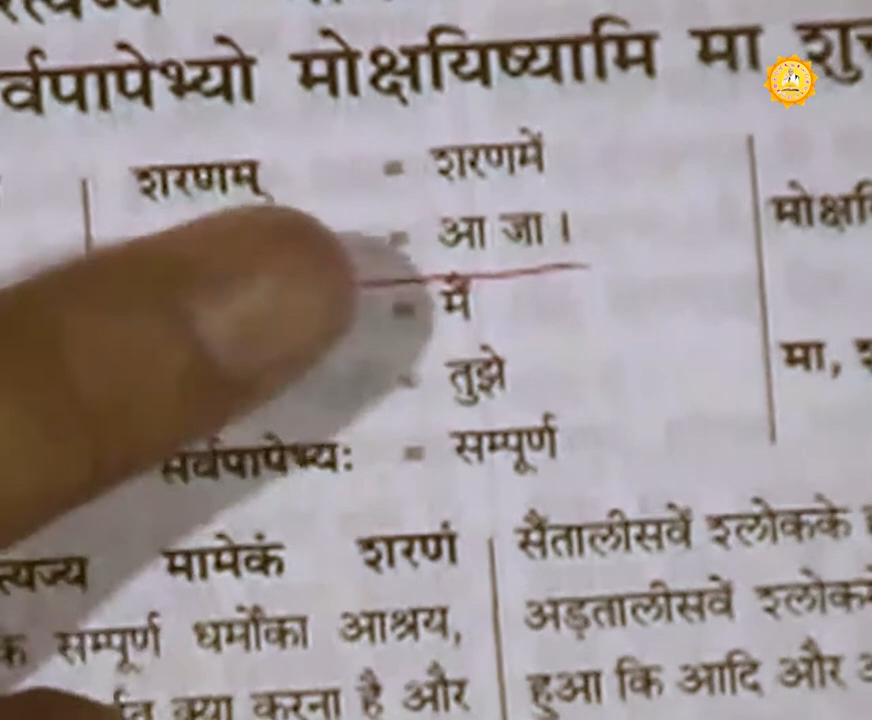 र्वपापेभ्यो मोक्षयिष्यामि मा
शरणम् = शरणमें
= आ जा।
= मैं
= तुझे
सर्वपापेभ्यः = सम्पूर्ण
मा,
त्यज्य मामेकं शरणं
सम्पूर्ण धर्मोंका आश्रय,
क्या करना है और
सैंतालीसवें श्लोकके
अड़तालीसवें
हुआ कि आदि और